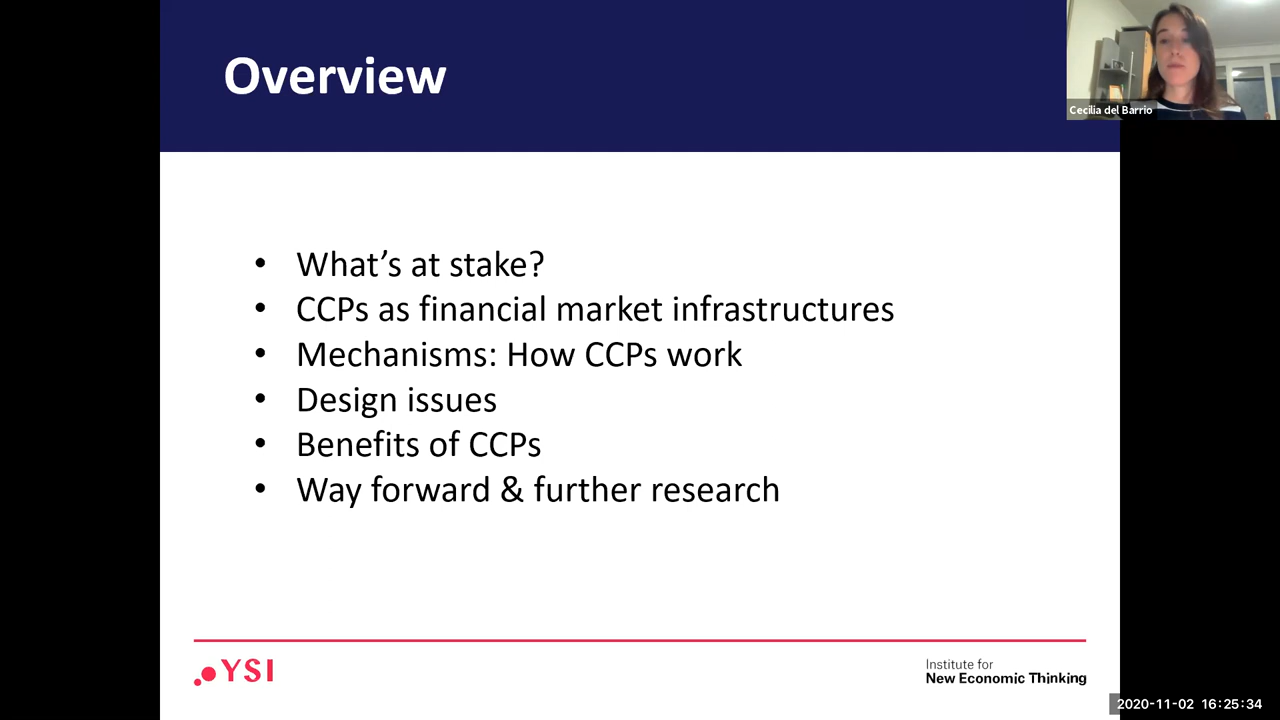 Overview
Cecilia del Barrio
• What's at stake?
• CCPs as financial market infrastructures
• Mechanisms: How CCPs work
• Design issues
• Benefits of CCPs
• Way forward & further research
YSI
Institute for
New Economic Thinking
2020-11-02 16:25:34